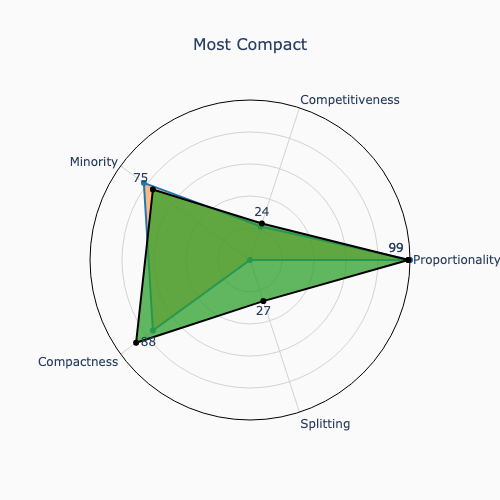 Most Compact
Competitiveness
Minority
75
24
99
Proportionality
27
88
Compactness
Splitting